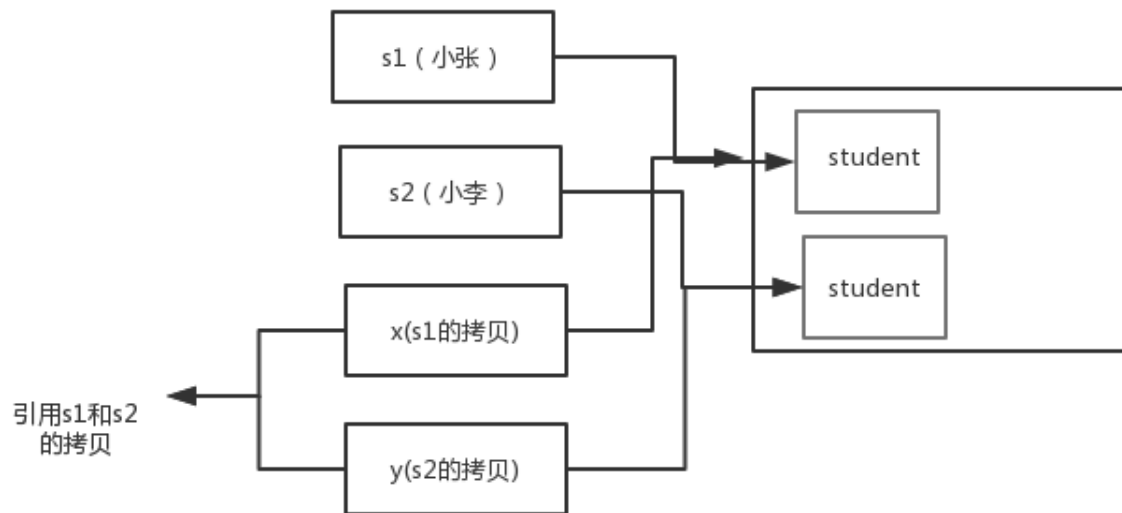 s1（小张）
student
s2（小李）
student
x(s1的拷贝)
引用s1和s2
的拷贝
y(s2的拷贝)